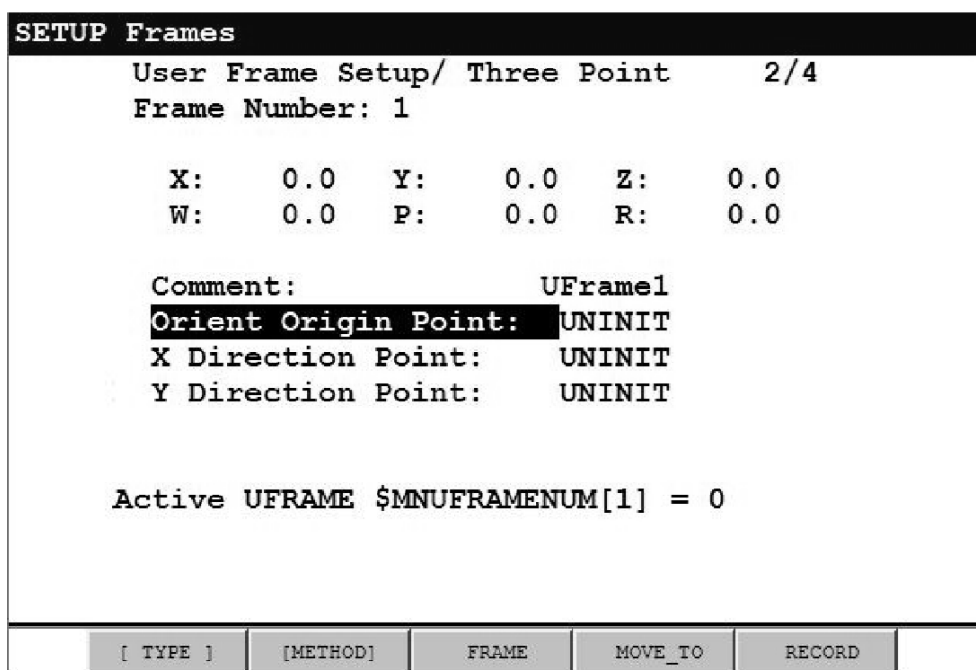 SETUP Frames
User Frame Setup/ Three Point 2/4
Frame Number: 1
X: 0.0 Y: 0.0 Z: 0.0
W: 0.0 P: 0.0 R: 0.0
Comment: UFrame1
Orient Origin Point: UNINIT
X Direction Point: UNINIT
Y Direction Point: UNINIT
Active UFRAME $MNUFRAMENUM[1] = 0
[ TYPE ] [METHOD] FRAME MOVE_TO RECORD